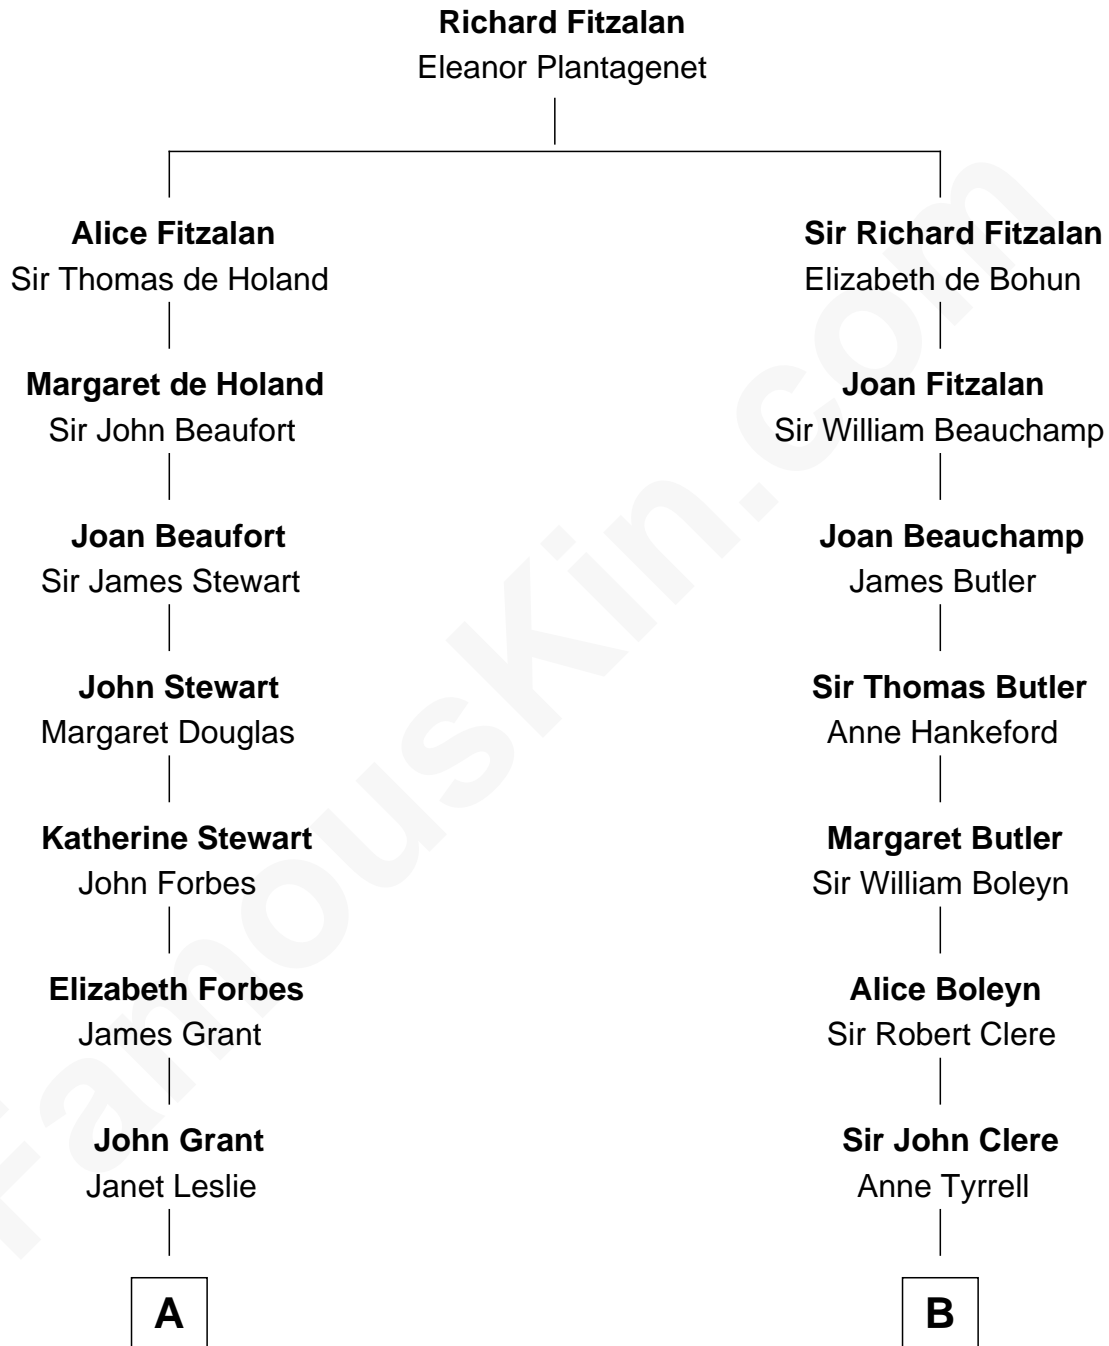 Richard Fitzalan
Eleanor Plantagenet
Alice Fitzalan
Sir Thomas de Holand
Sir Richard Fitzalan
Elizabeth de Bohun
Margaret de Holand
Sir John Beaufort
Joan Fitzalan
Sir William Beauchamp
Joan Beaufort
Sir James Stewart
Joan Beauchamp
James Butler
John Stewart
Margaret Douglas
Sir Thomas Butler
Anne Hankeford
Katherine Stewart
John Forbes
Margaret Butler
Sir William Boleyn
Elizabeth Forbes
James Grant
Alice Boleyn
Sir Robert Clere
John Grant
Janet Leslie
Sir John Clere
Anne Tyrrell
A
B
FamousKin.com